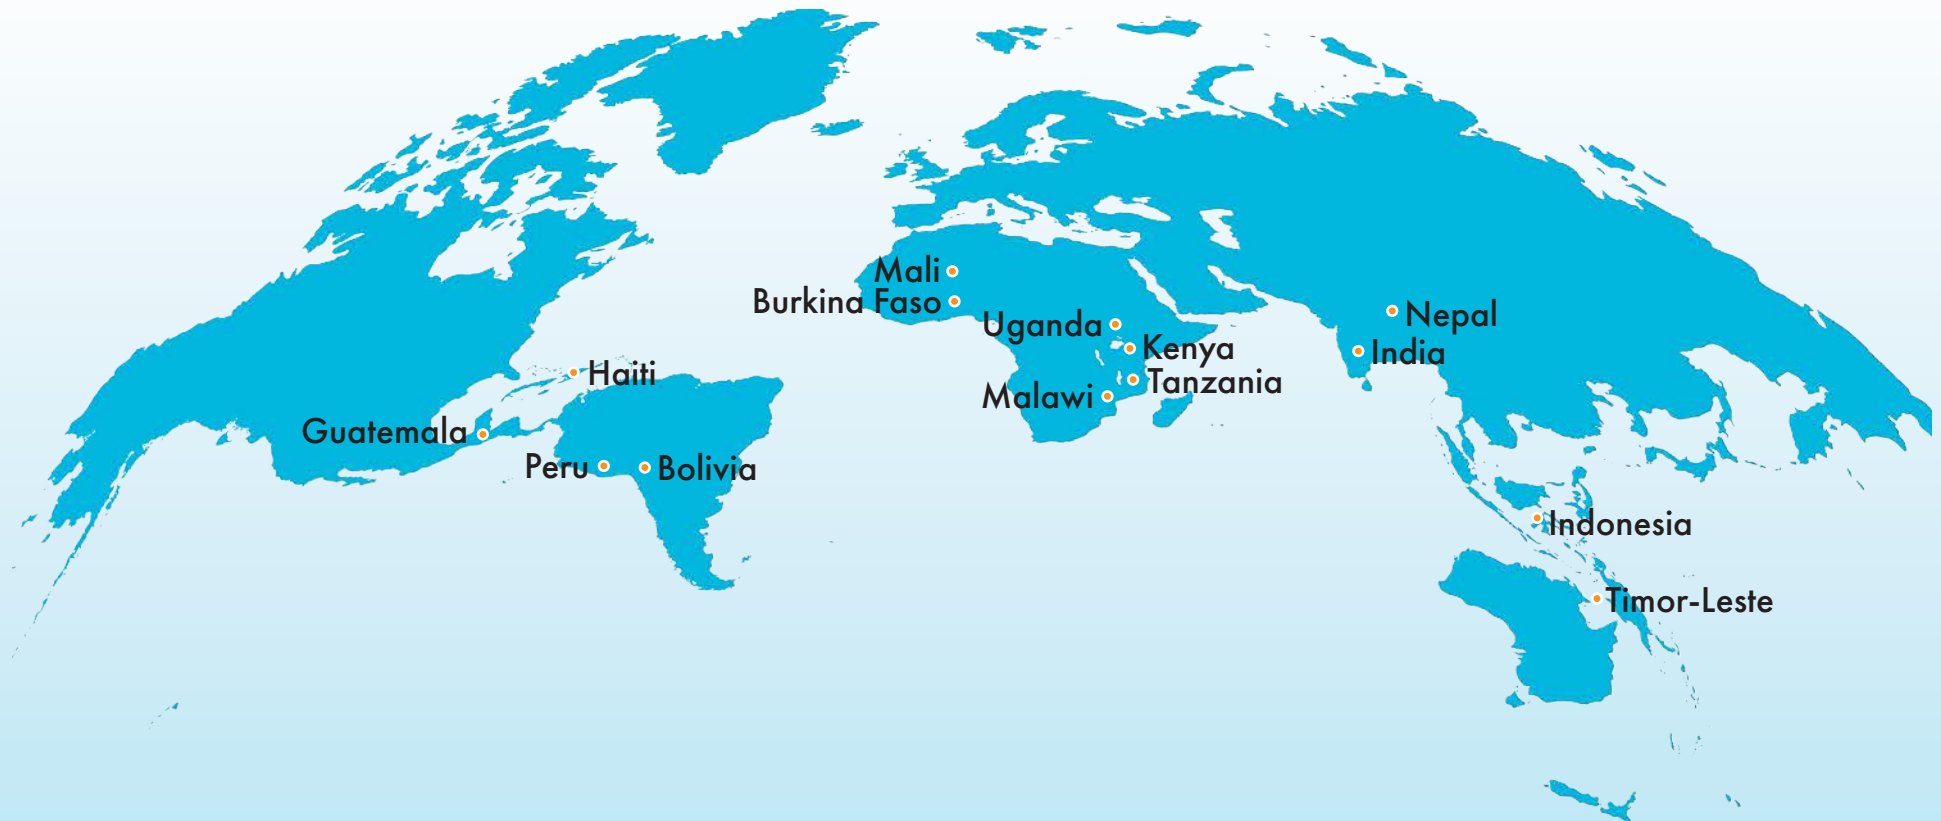 Mali
Burkina Faso
Uganda
Nepal
Kenya
India
Haiti
Tanzania
Malawi
Guatemala
Peru
Bolivia
Indonesia
Timor-Leste